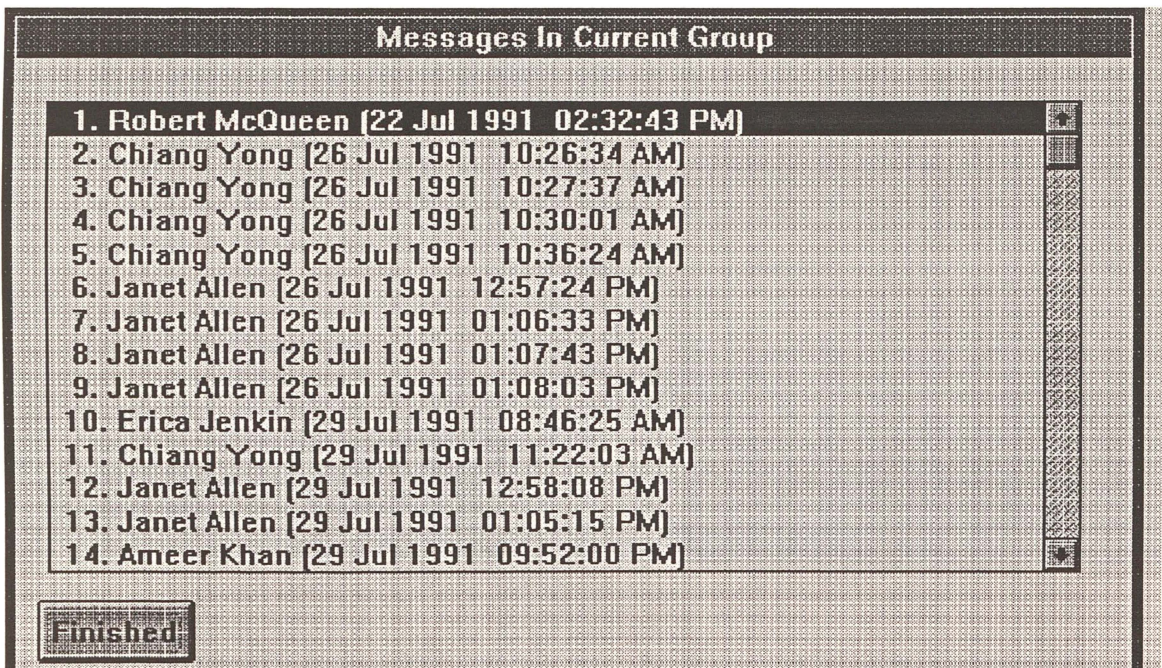 Messages In Current Group
1. Robert McQueen (22 Jul 1991 02:32:43 PM)
2. Chiang Yong (26 Jul 1991 10:26:34 AM)
3. Chiang Yong (26 Jul 1991 10:27:37 AM)
4. Chiang Yong (26 Jul 1991 10:30:01 AM)
5. Chiang Yong (26 Jul 1991 10:36:24 AM)
6. Janet Allen (26 Jul 1991 12:57:24 PM)
7. Janet Allen (26 Jul 1991 01:06:33 PM)
8. Janet Allen (26 Jul 1991 01:07:43 PM)
9. Janet Allen (26 Jul 1991 01:08:03 PM)
10. Erica Jenkin (29 Jul 1991 08:46:25 AM)
11. Chiang Yong (29 Jul 1991 11:22:03 AM)
12. Janet Allen (29 Jul 1991 12:58:08 PM)
13. Janet Allen (29 Jul 1991 01:05:15 PM)
14. Ameer Khan (29 Jul 1991 09:52:00 PM)
Finished